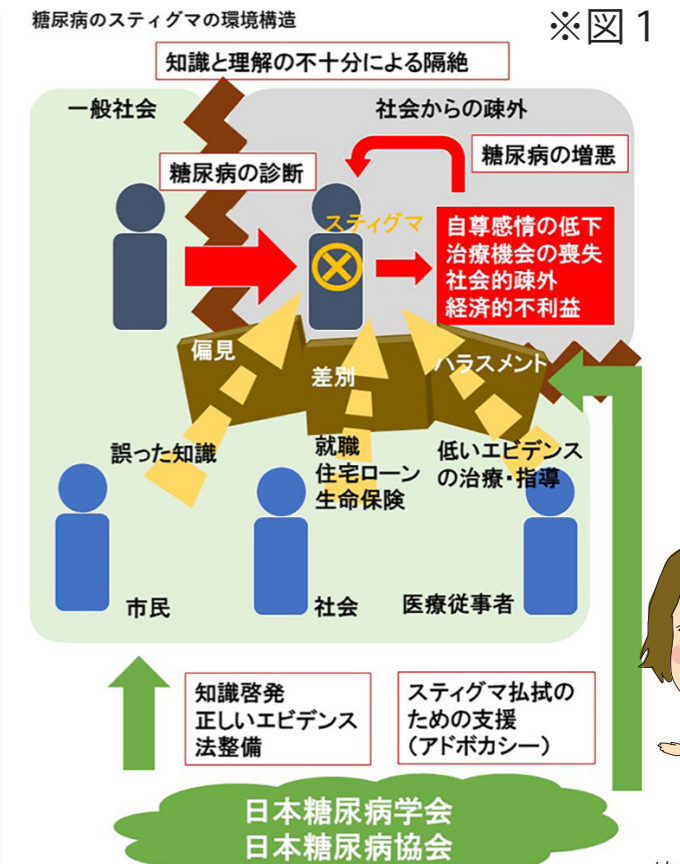 糖尿病のスティグマの環境構造
※図1
知識と理解の不十分による隔絶
一般社会
社会からの疎外
糖尿病の診断
糖尿病の増悪
スティグマ
自尊感情の低下
治療機会の喪失
社会的疎外
経済的不利益
偏見
差別
ハラスメント
誤った知識
就職
住宅ローン
生命保険
低いエビデンス
の治療・指導
市民
社会
医療従事者
知識啓発
正しいエビデンス
法整備
スティグマ払拭の
ための支援
（アドボカシー）
日本糖尿病学会
日本糖尿病協会